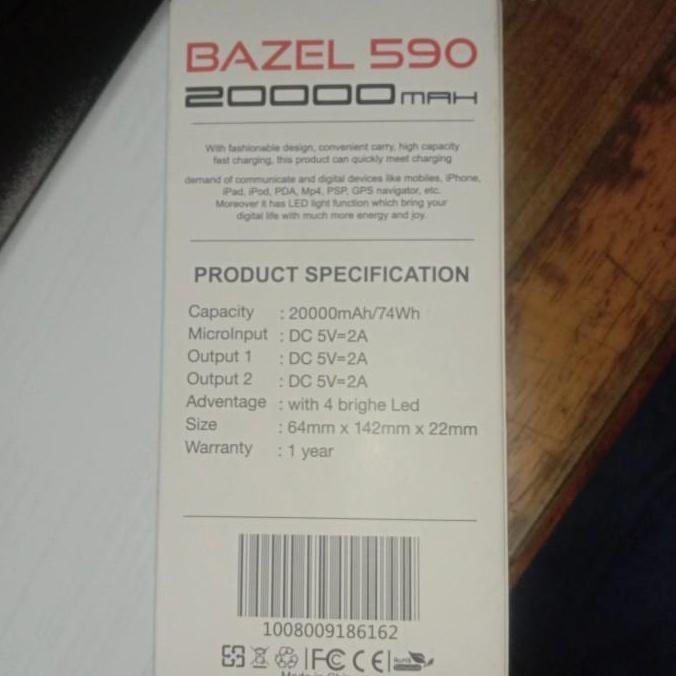 BAZEL 590
20000MAH
With fashionable design, convenient carry, high capacity
fast charging, this product can quickly meet charging
demand of communicate and digital devices like mobiles, iPhone,
iPad, iPod, PDA, Mp4, PSP, GPS navigator, etc.
Moreover it has LED light function which bring your
digital life with much more energy and joy.
PRODUCT SPECIFICATION
Capacity : 20000mAh/74Wh
MicroInput : DC 5V=2A
Output 1 : DC 5V=2A
Output 2 : DC 5V=2A
Adventage : with 4 brighe Led
Size : 64mm x 142mm x 22mm
Warranty : 1 year
1008009186162
FC CE RoHS
Made in China